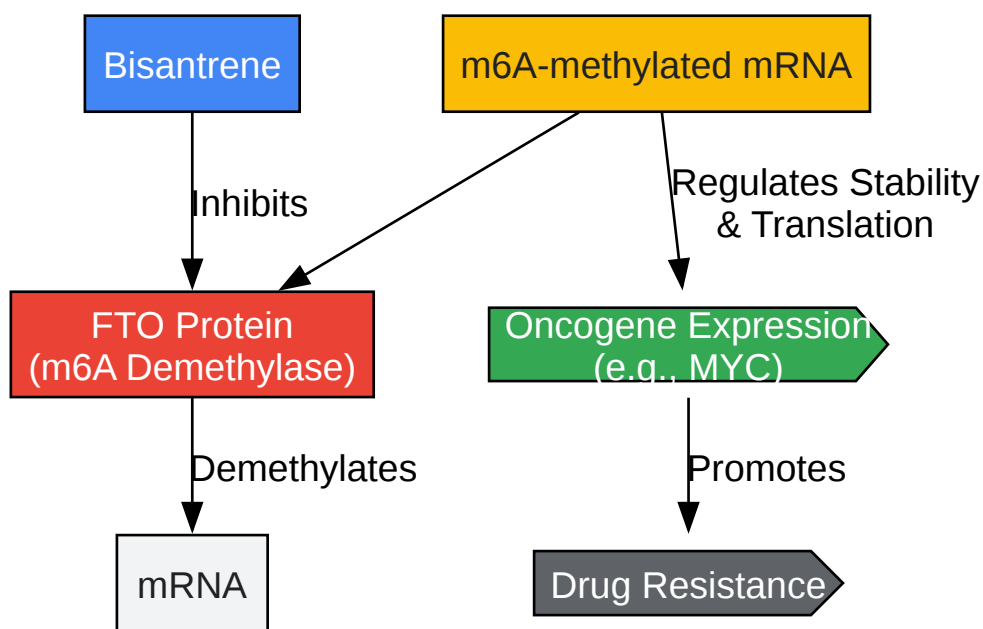 Bisantrene
m6A-methylated mRNA
Inhibits
Regulates Stability
& Translation
FTO Protein
(m6A Demethylase)
Oncogene Expression
(e.g., MYC)
Demethylates
Promotes
mRNA
Drug Resistance